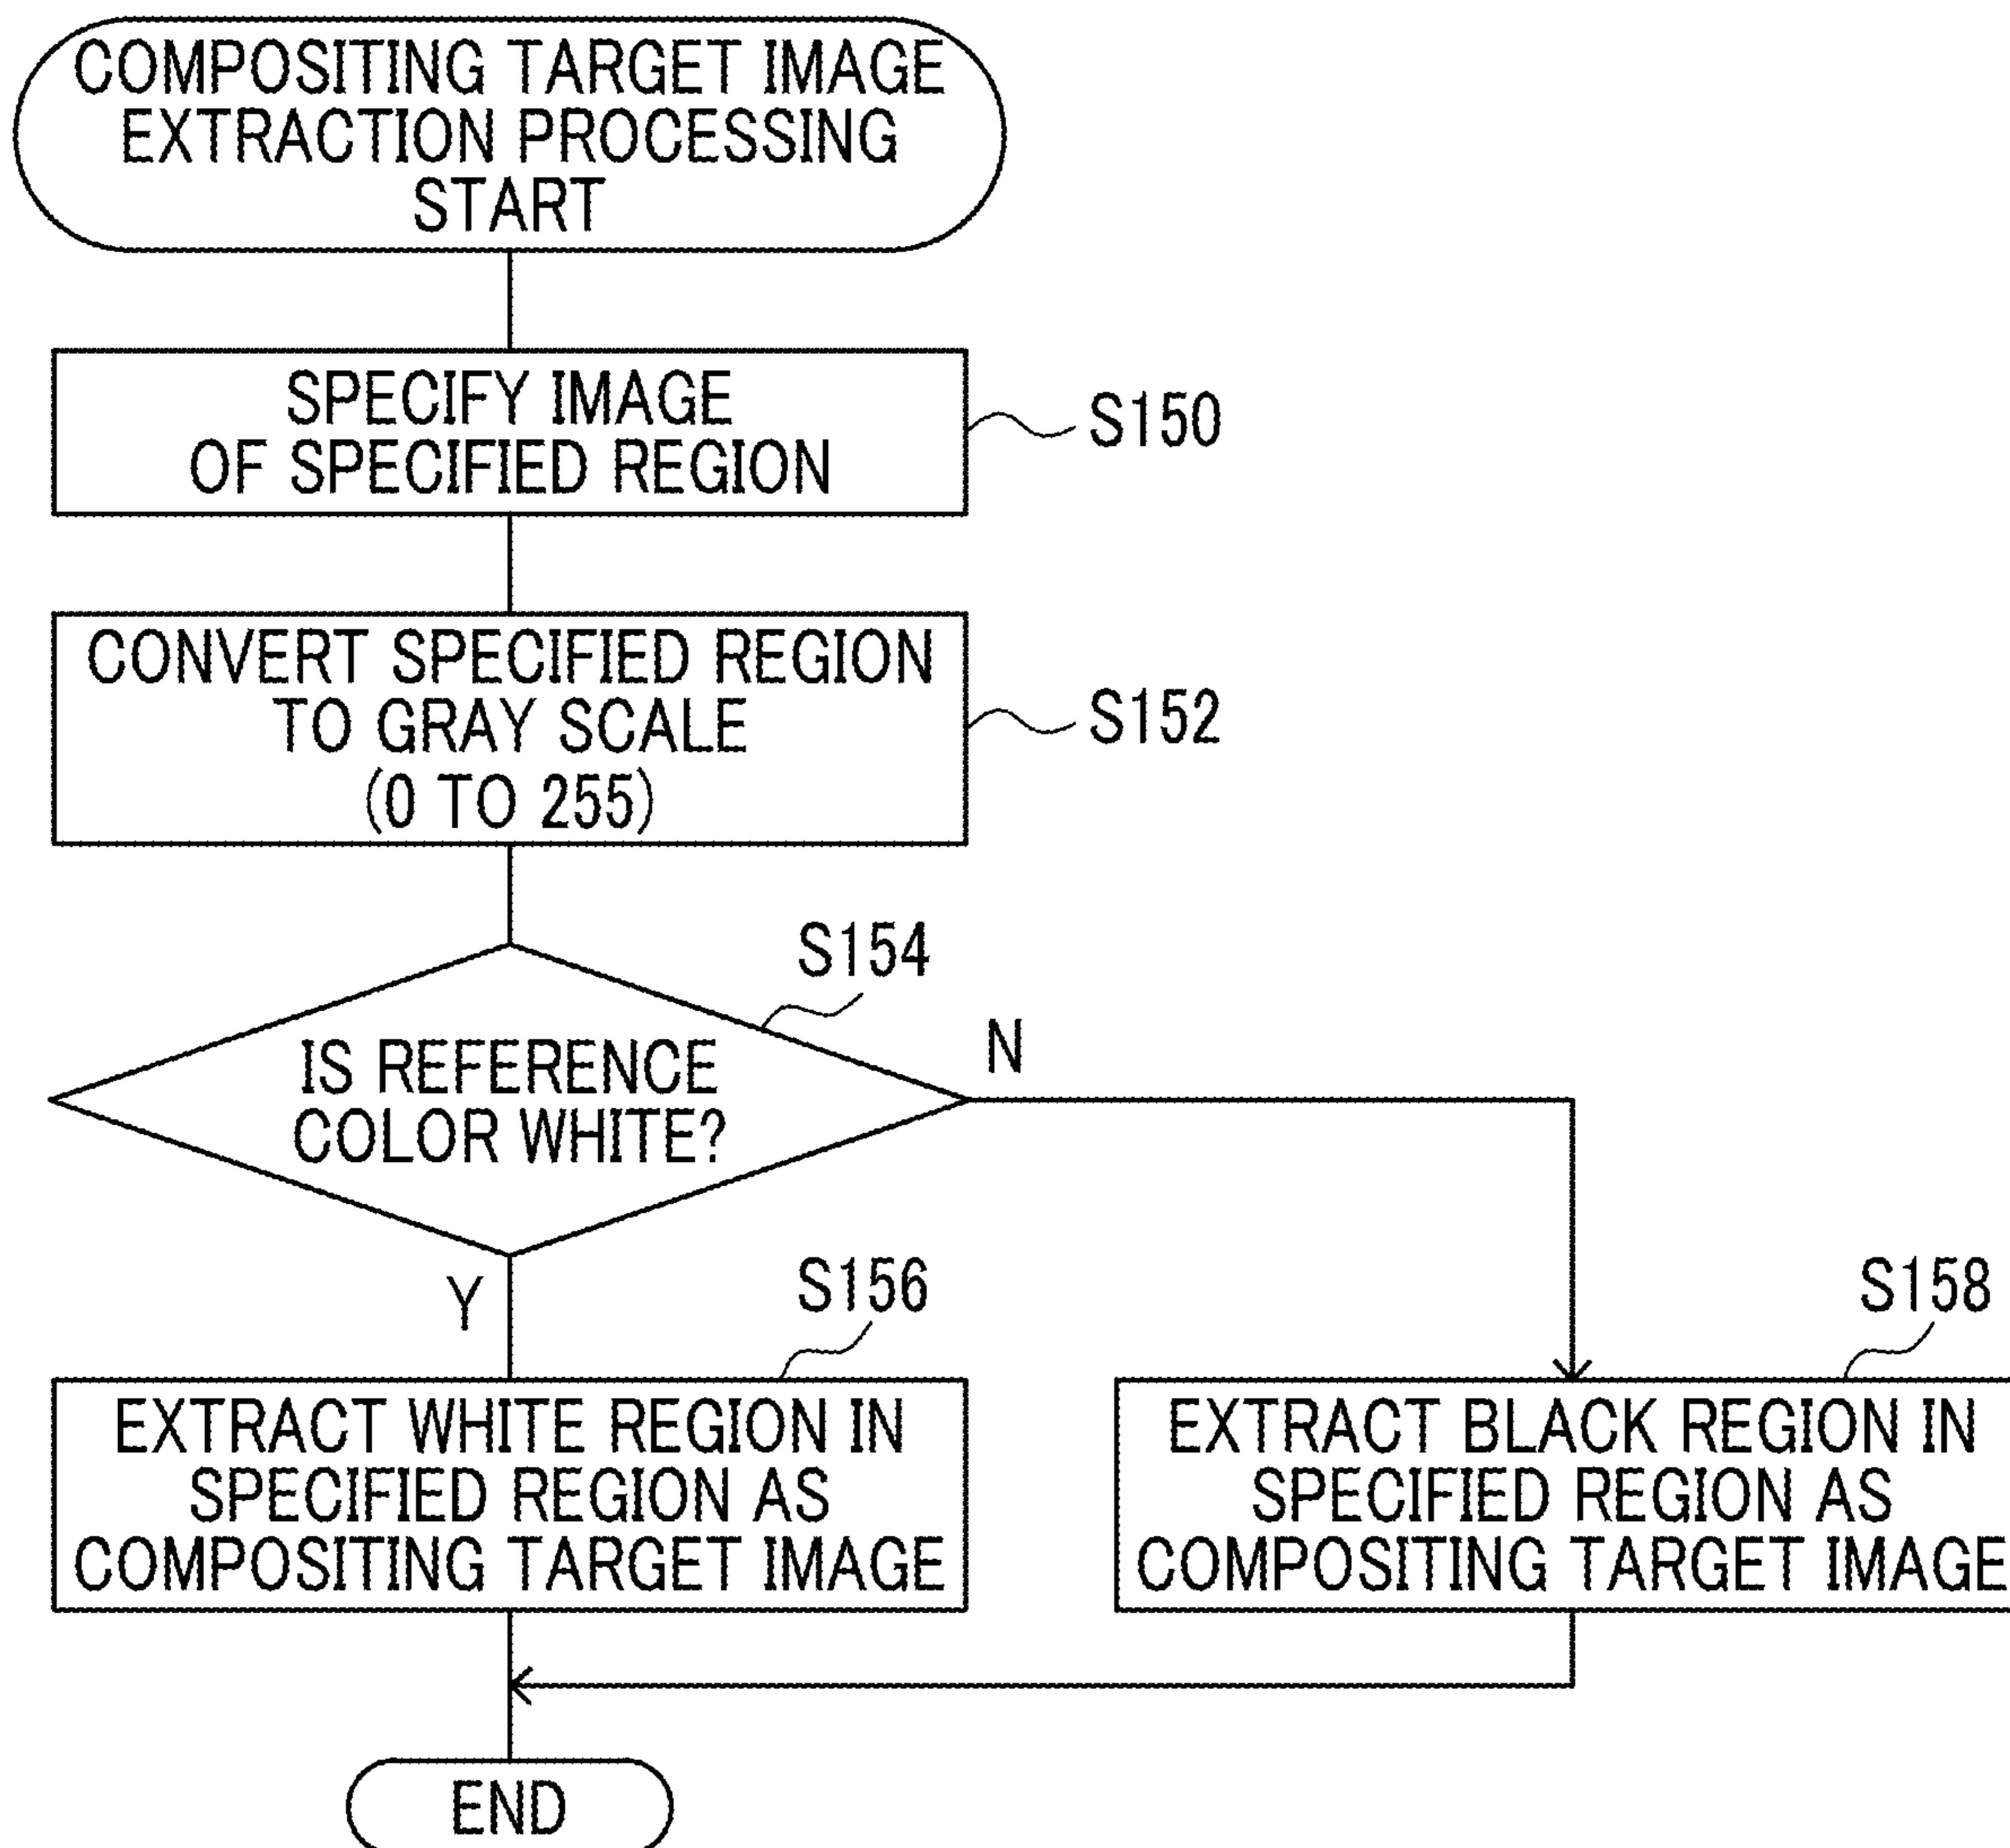 COMPOSITING TARGET IMAGE
EXTRACTION PROCESSING
START
SPECIFY IMAGE
OF SPECIFIED REGION
S150
CONVERT SPECIFIED REGION
TO GRAY SCALE
(0 TO 255)
S152
S154
IS REFERENCE
COLOR WHITE?
N
Y
S156
EXTRACT WHITE REGION IN
SPECIFIED REGION AS
COMPOSITING TARGET IMAGE
S158
EXTRACT BLACK REGION IN
SPECIFIED REGION AS
COMPOSITING TARGET IMAGE
END